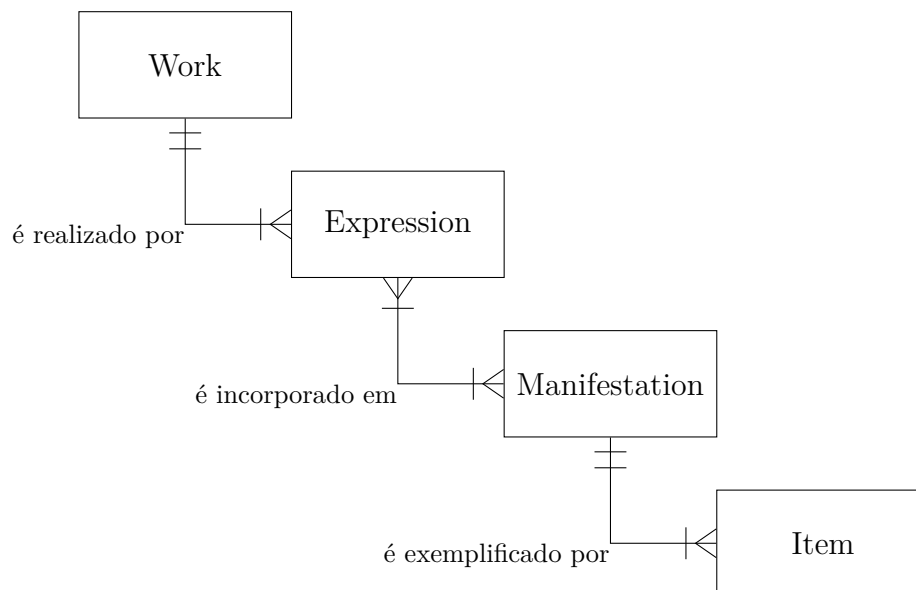 Work
é realizado por
Expression
é incorporado em
Manifestation
é exemplificado por
Item